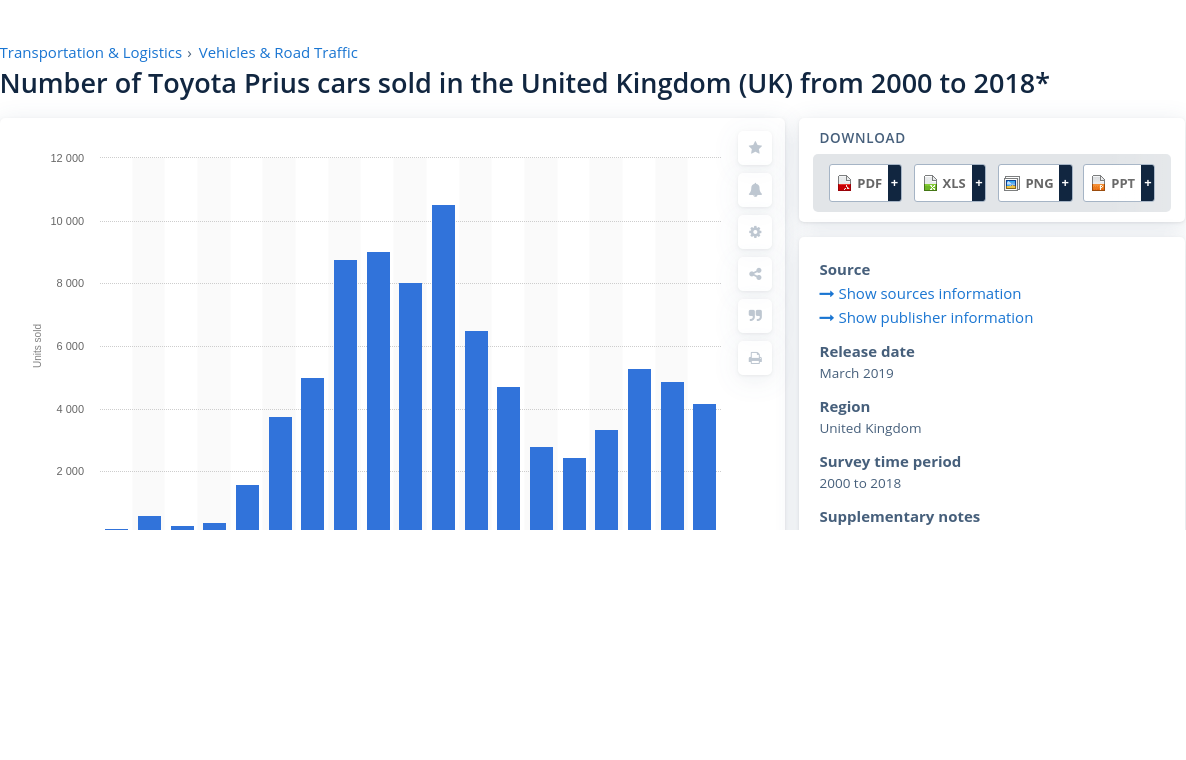 Transportation & Logistics › Vehicles & Road Traffic
Number of Toyota Prius cars sold in the United Kingdom (UK) from 2000 to 2018*
12 000
10 000
8 000
6 000
4 000
2 000
Units sold
DOWNLOAD
PDF + XLS + PNG + PPT +
Source
Show sources information
Show publisher information
Release date
March 2019
Region
United Kingdom
Survey time period
2000 to 2018
Supplementary notes